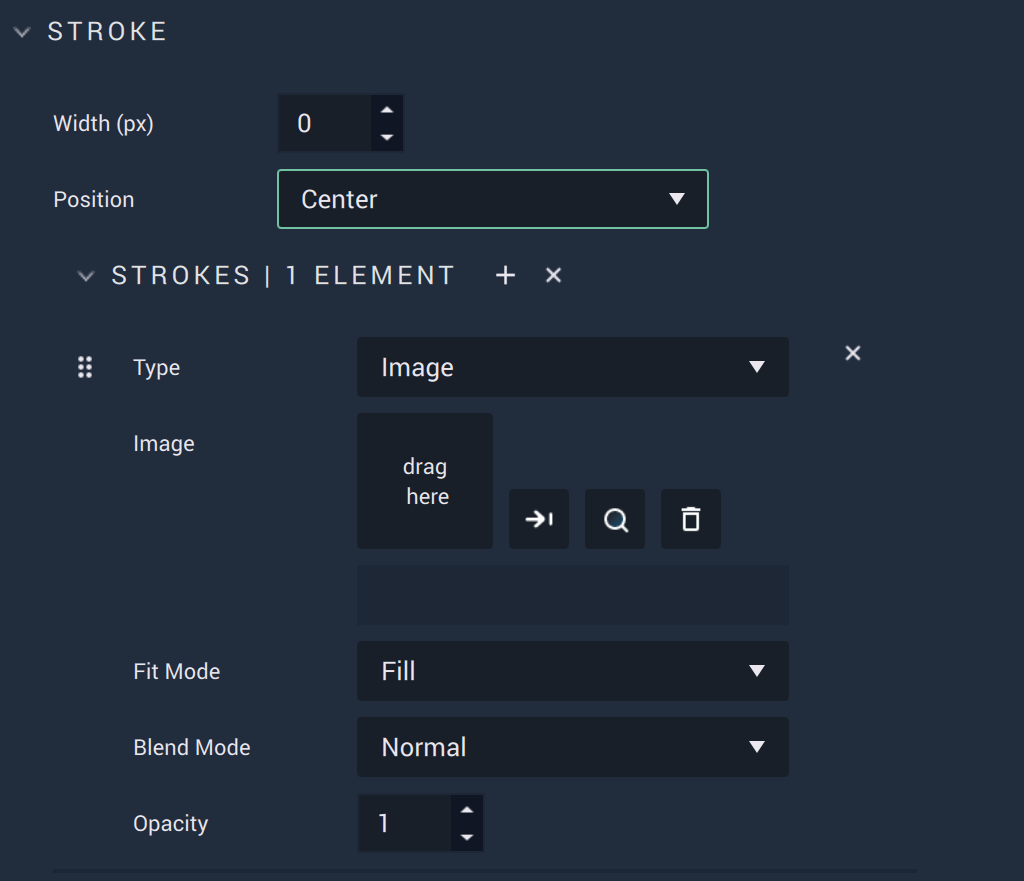 STROKE
Width (px)
0
Position
Center
STROKES | 1 ELEMENT
Type
Image
Image
drag
here
Fit Mode
Fill
Blend Mode
Normal
Opacity
1